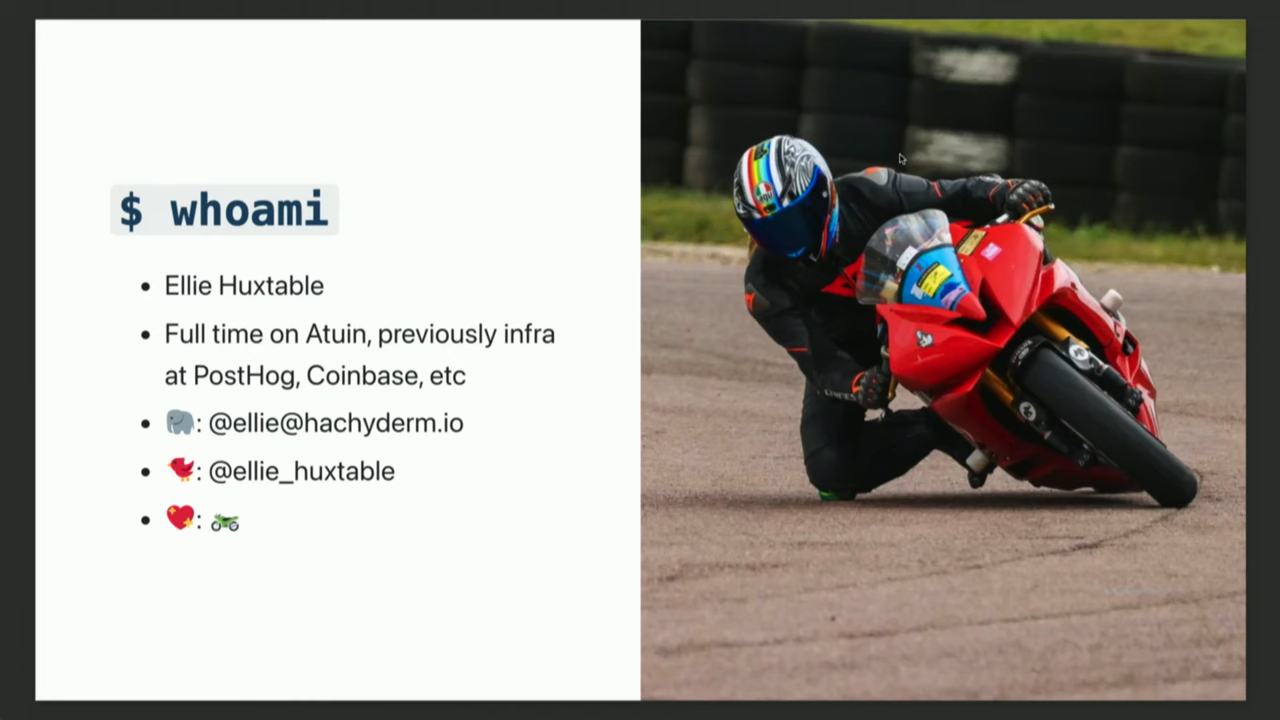 $ whoami
• Ellie Huxtable
• Full time on Atuin, previously infra
at PostHog, Coinbase, etc
• 🐘: @ellie@hachyderm.io
• 🐦: @ellie_huxtable
• 💖: 🏍